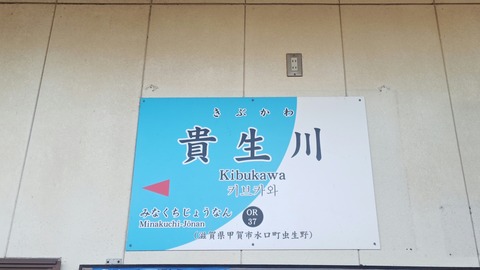 きぶかわ
貴生川
Kibukawa
키브카와
みなくちじょうなん
Minakuchi-Jōnan
OR
37
(滋賀県甲賀市水口町虫生野)